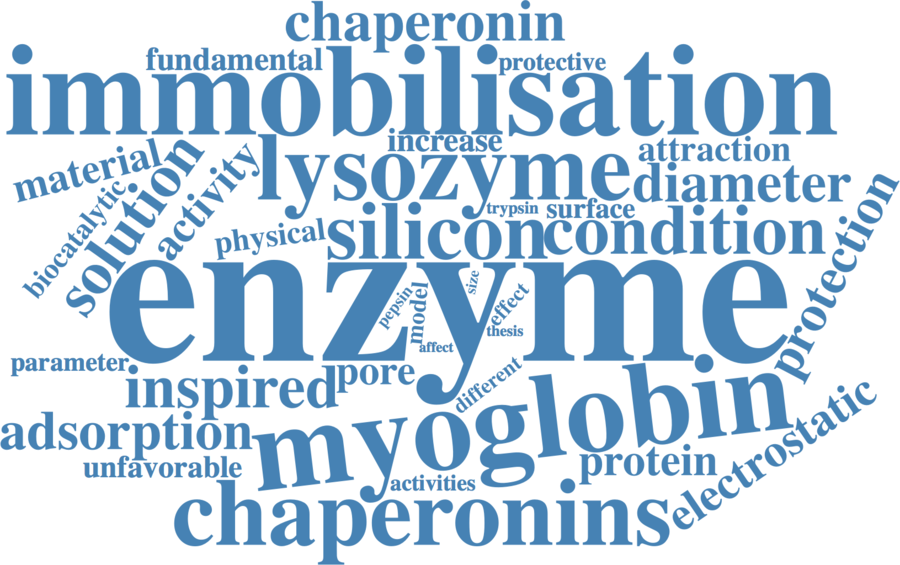 chaperonin
fundamental
protective
immobilisation
increase
material
solution
activity
lysozyme
attraction
diameter
biocatalytic
trypsin
surface
physical
silicon
condition
protection
enzyme
size
pepsin
model
effect
thesis
affect
parameter
pore
different
inspired
myoglobin
adsorption
electrostatic
unfavorable
protein
activities
chaperonins